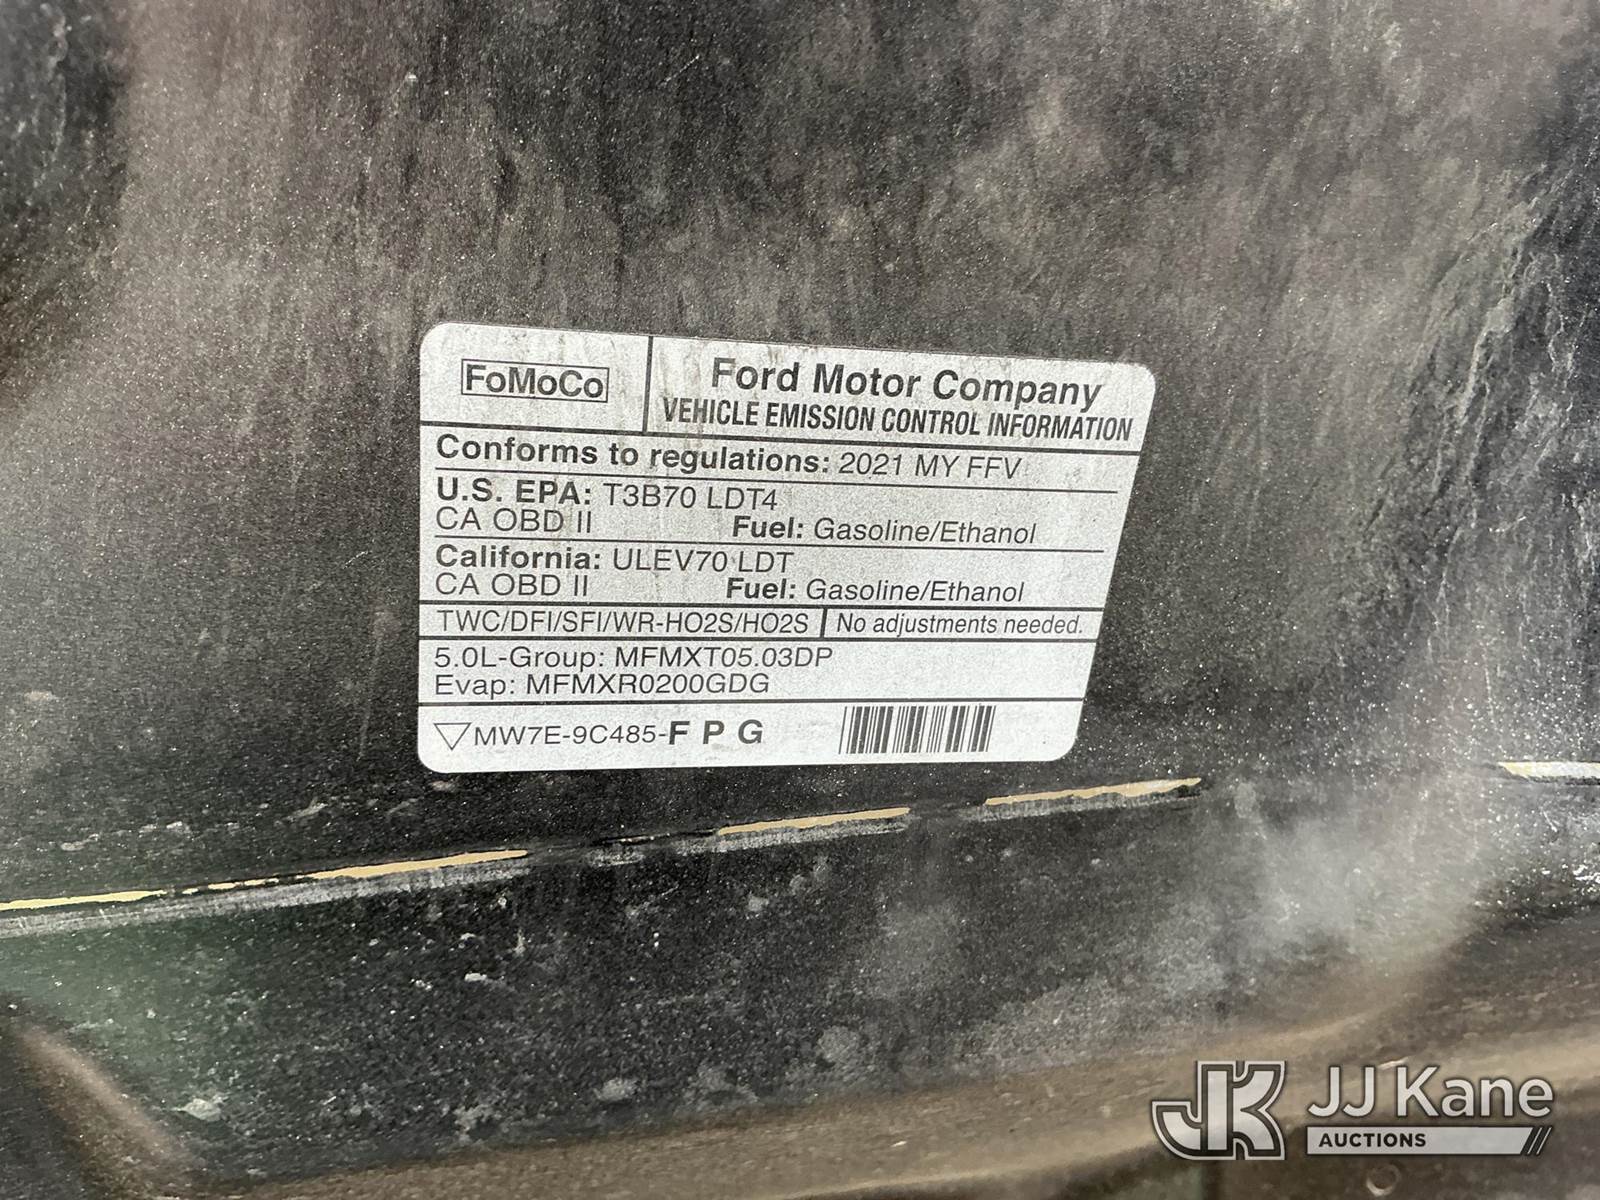 FoMoCo
Ford Motor Company
VEHICLE EMISSION CONTROL INFORMATION
Conforms to regulations: 2021 MY FFV
U.S. EPA: T3B70 LDT4
CA OBD II Fuel: Gasoline/Ethanol
California: ULEV70 LDT
CA OBD II Fuel: Gasoline/Ethanol
TWC/DFI/SFI/WR-HO2S/HO2S No adjustments needed.
5.0L-Group: MFMXT05.03DP
Evap: MFMXR0200GDG
MW7E-9C485-F P G
JK JJ Kane
AUCTIONS